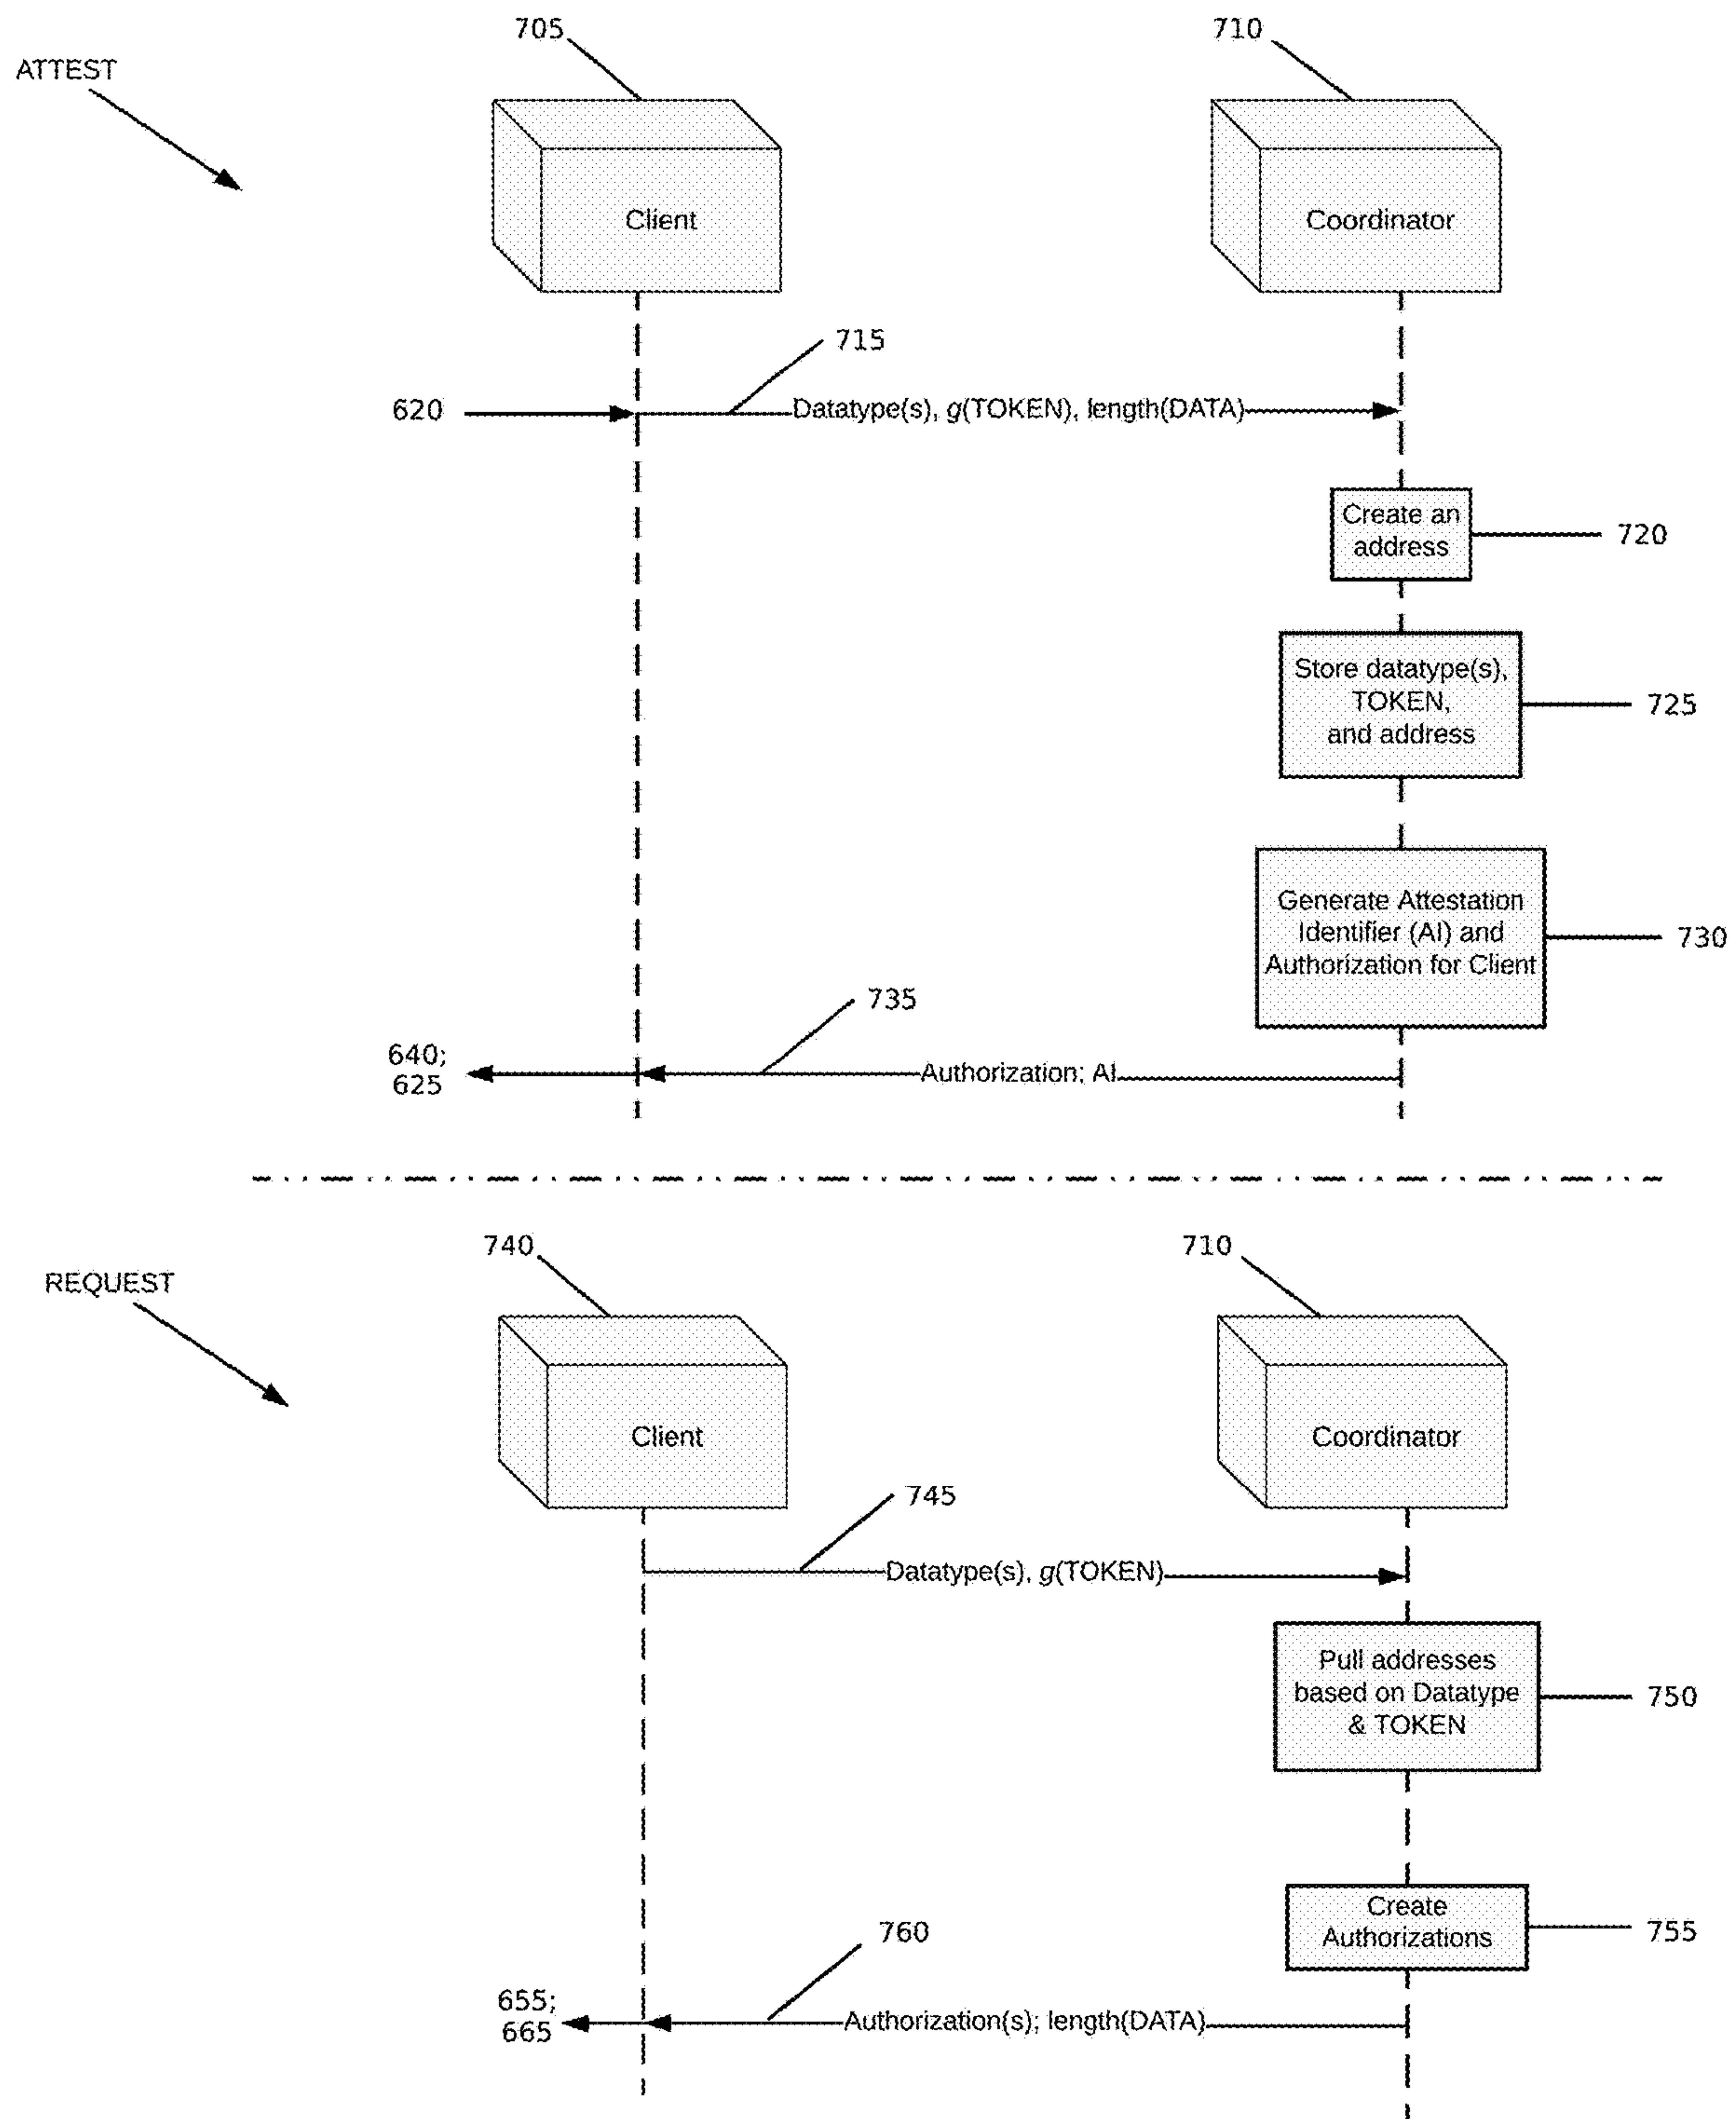 705
710
ATTEST
Client
Coordinator
715
620
Datatype(s), g(TOKEN), length(DATA)
Create an
address
720
Store datatype(s),
TOKEN,
and address
725
Generate Attestation
Identifier (AI) and
Authorization for Client
730
735
640;
625
Authorization; AI
740
710
REQUEST
Client
Coordinator
745
Datatype(s), g(TOKEN)
Pull addresses
based on Datatype
& TOKEN
750
Create
Authorizations
755
760
655;
665
Authorization(s); length(DATA)